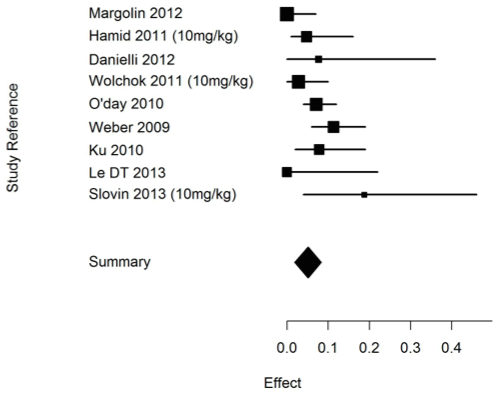 Margolin 2012
Hamid 2011 (10mg/kg)
Danielli 2012
Wolchok 2011 (10mg/kg)
O'day 2010
Weber 2009
Ku 2010
Le DT 2013
Slovin 2013 (10mg/kg)
Study Reference
Summary
0.0 0.1 0.2 0.3 0.4
Effect